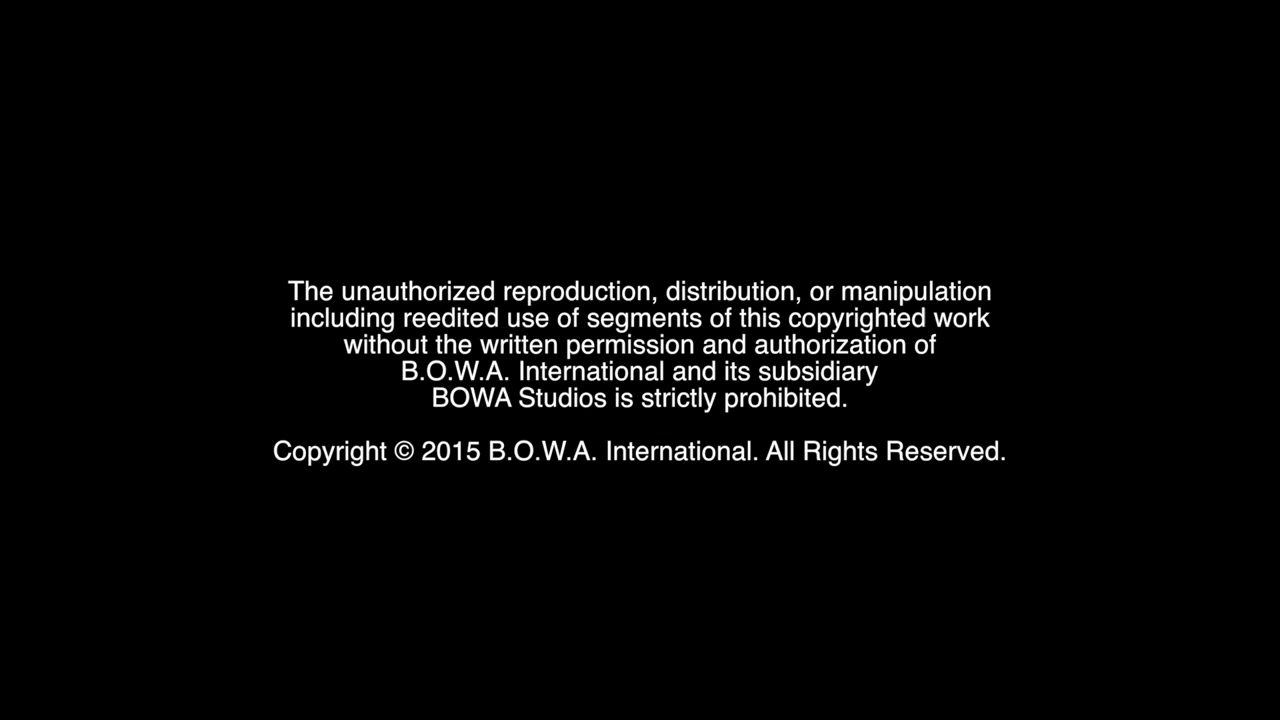 The unauthorized reproduction, distribution, or manipulation
including reedited use of segments of this copyrighted work
without the written permission and authorization of
B.O.W.A. International and its subsidiary
BOWA Studios is strictly prohibited.
Copyright © 2015 B.O.W.A. International. All Rights Reserved.